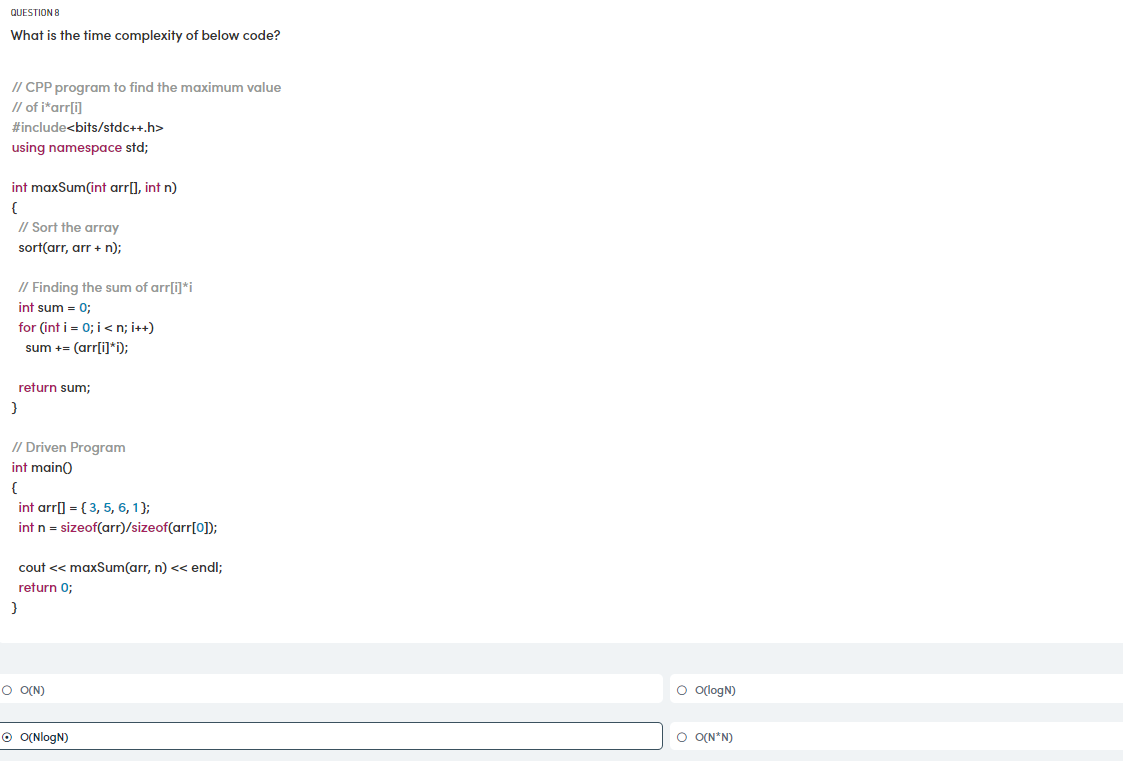 QUESTION 8
What is the time complexity of below code?
// CPP program to find the maximum value
// of i*arr[i]
#include<bits/stdc++.h>
using namespace std;
int maxSum(int arr[], int n)
{
// Sort the array
sort(arr, arr + n);
// Finding the sum of arr[i]*i
int sum = 0;
for (int i = 0; i < n; i++)
sum += (arr[i]*i);
return sum;
}
// Driven Program
int main()
{
int arr[] = { 3, 5, 6, 1 };
int n = sizeof(arr)/sizeof(arr[0]);
cout << maxSum(arr, n) << endl;
return 0;
}
O(N)
O(logN)
O(NlogN)
O(N*N)